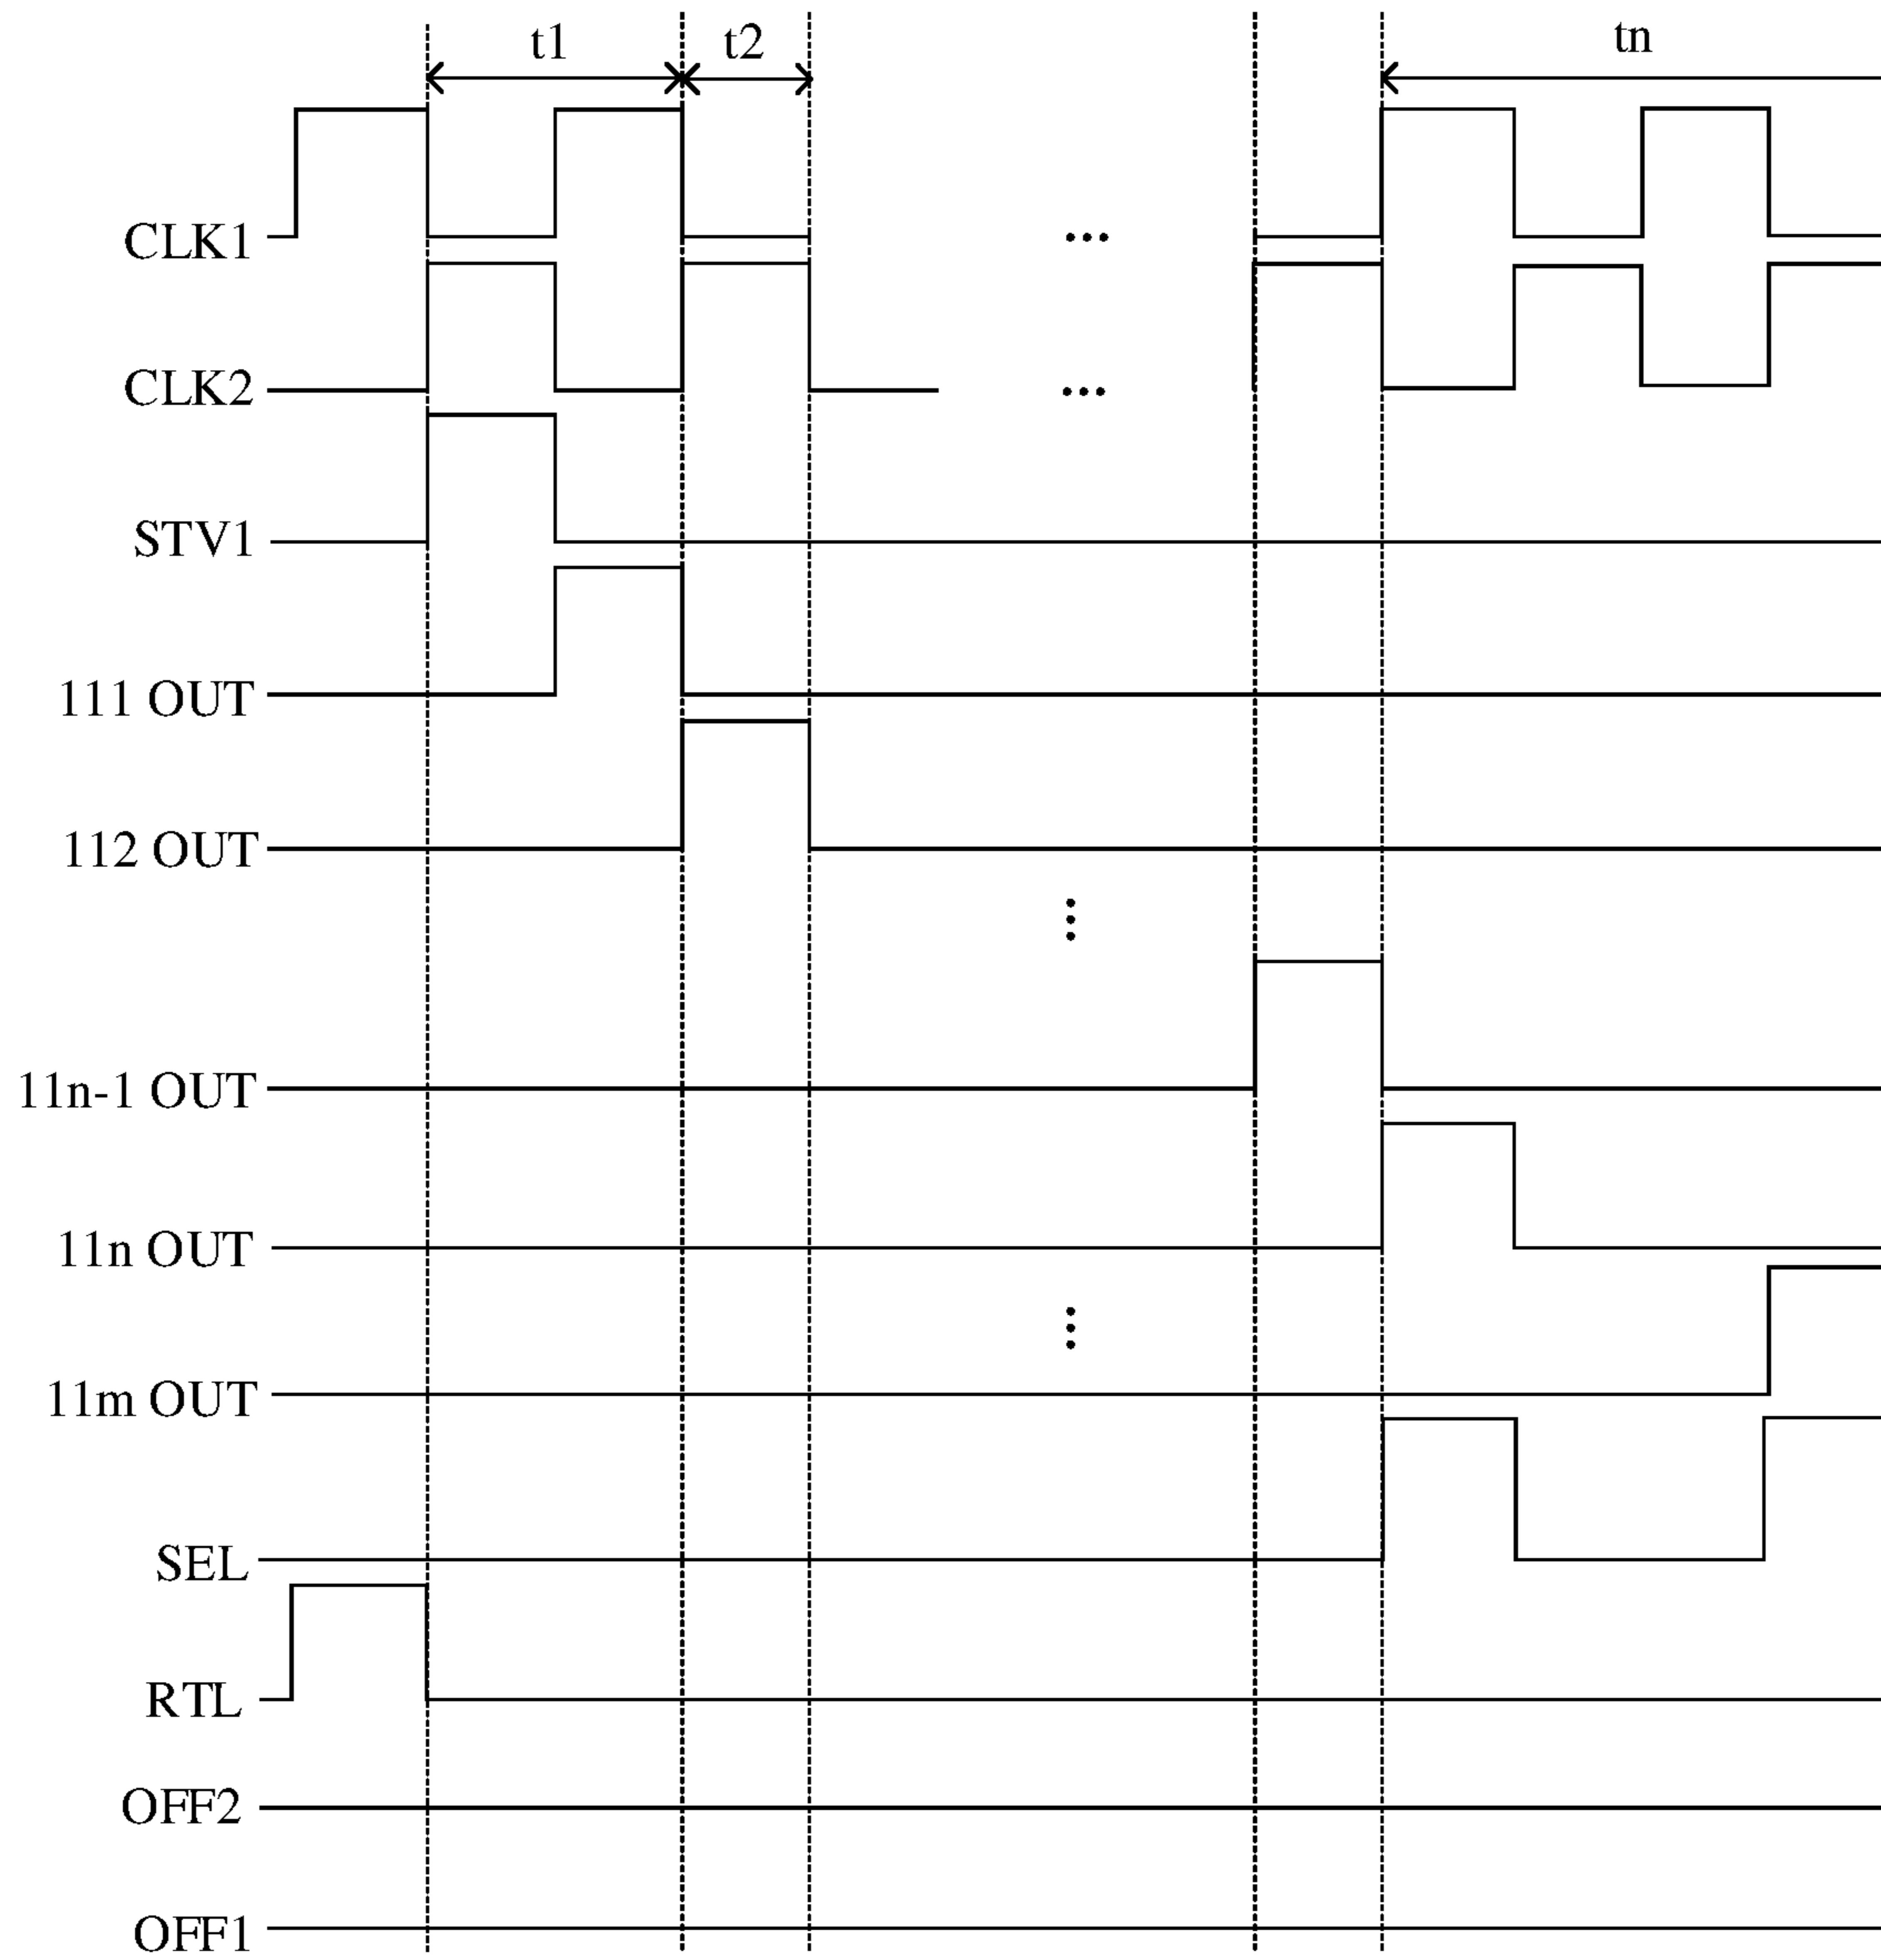 t1 t2 tn
CLK1 ...
CLK2 ...
STV1
111 OUT
112 OUT
11n-1 OUT
11n OUT
11m OUT
SEL
RTL
OFF2
OFF1